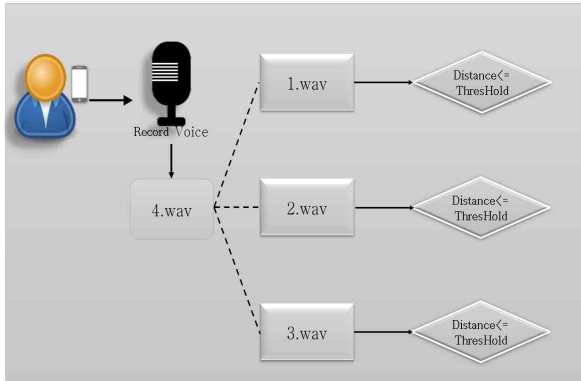 Record Voice
4.wav
1.wav
Distance<=
ThresHold
2.wav
Distance<=
ThresHold
3.wav
Distance<=
ThresHold